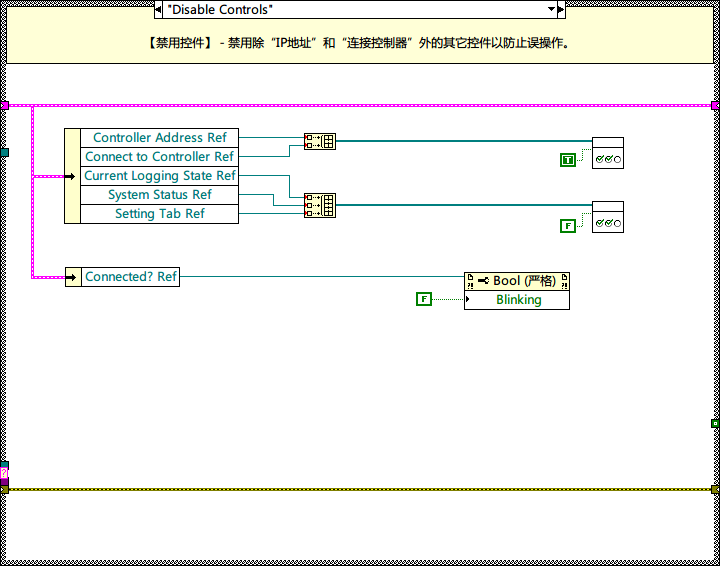 "Disable Controls"
【禁用控件】 - 禁用除“IP地址”和“连接控制器”外的其它控件以防止误操作。
Controller Address Ref
Connect to Controller Ref
Current Logging State Ref
System Status Ref
Setting Tab Ref
T
F
Connected? Ref
Bool (严格)
F
Blinking
?